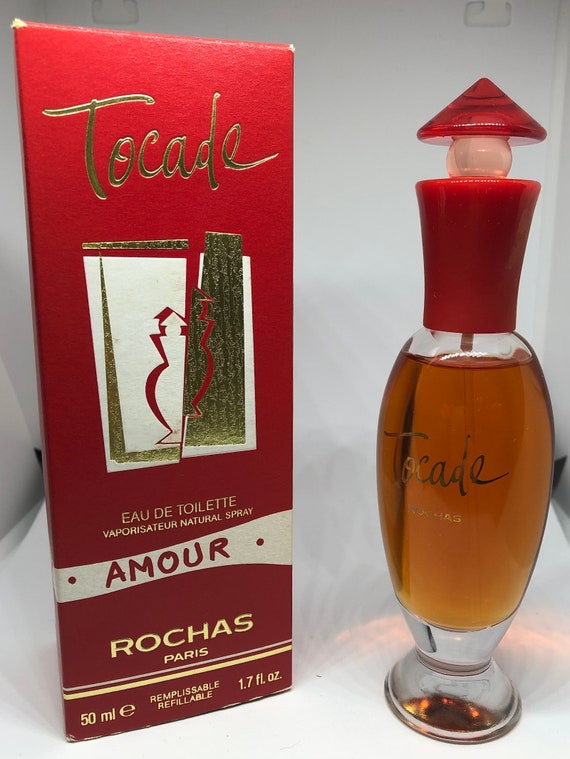 Tocade
EAU DE TOILETTE
VAPORISATEUR NATURAL SPRAY
• AMOUR •
ROCHAS
PARIS
50 ml e REMPLISSABLE 1.7 fl. oz.
REFILLABLE
Tocade
ROCHAS